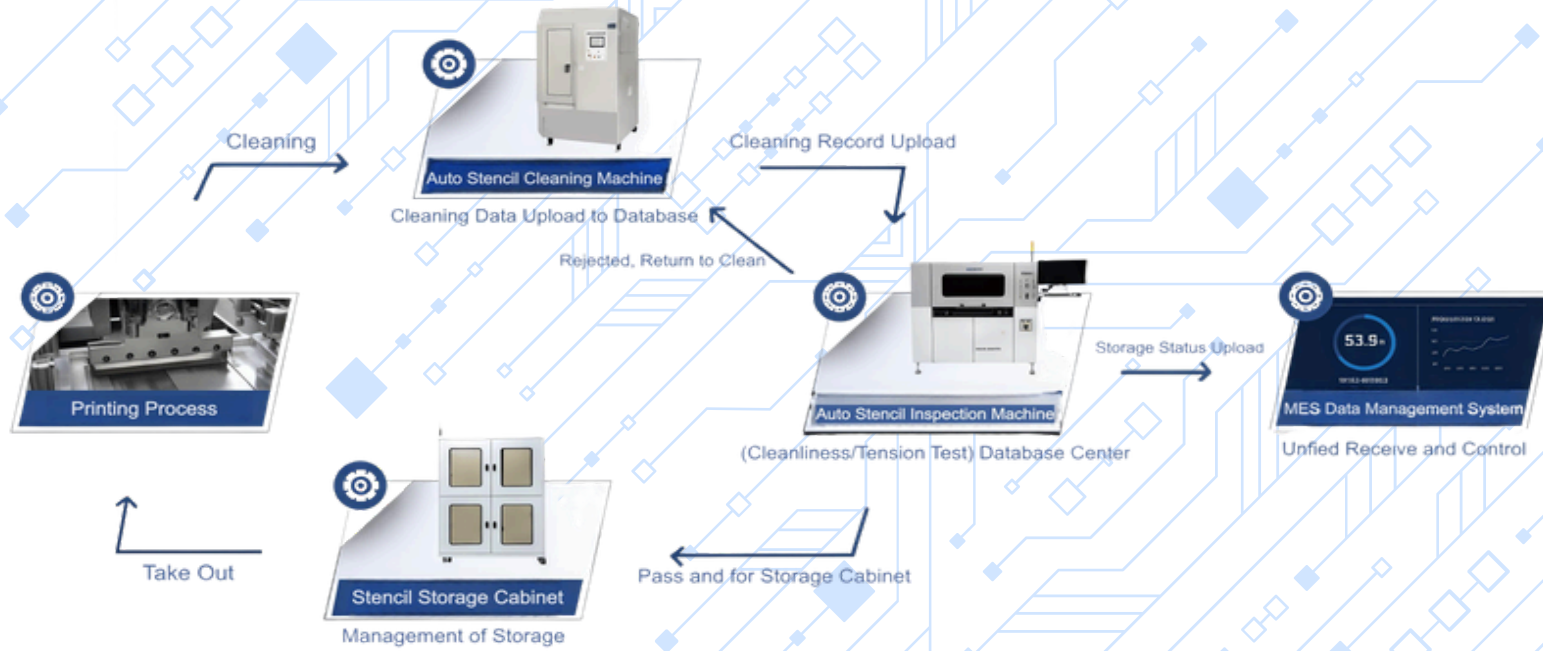 Cleaning
Auto Stencil Cleaning Machine
Cleaning Record Upload
Cleaning Data Upload to Database
Rejected, Return to Clean
Printing Process
Auto Stencil Inspection Machine
(Cleanliness/Tension Test) Database Center
Storage Status Upload
53.9
MES Data Management System
Unfied Receive and Control
Take Out
Stencil Storage Cabinet
Management of Storage
Pass and for Storage Cabinet